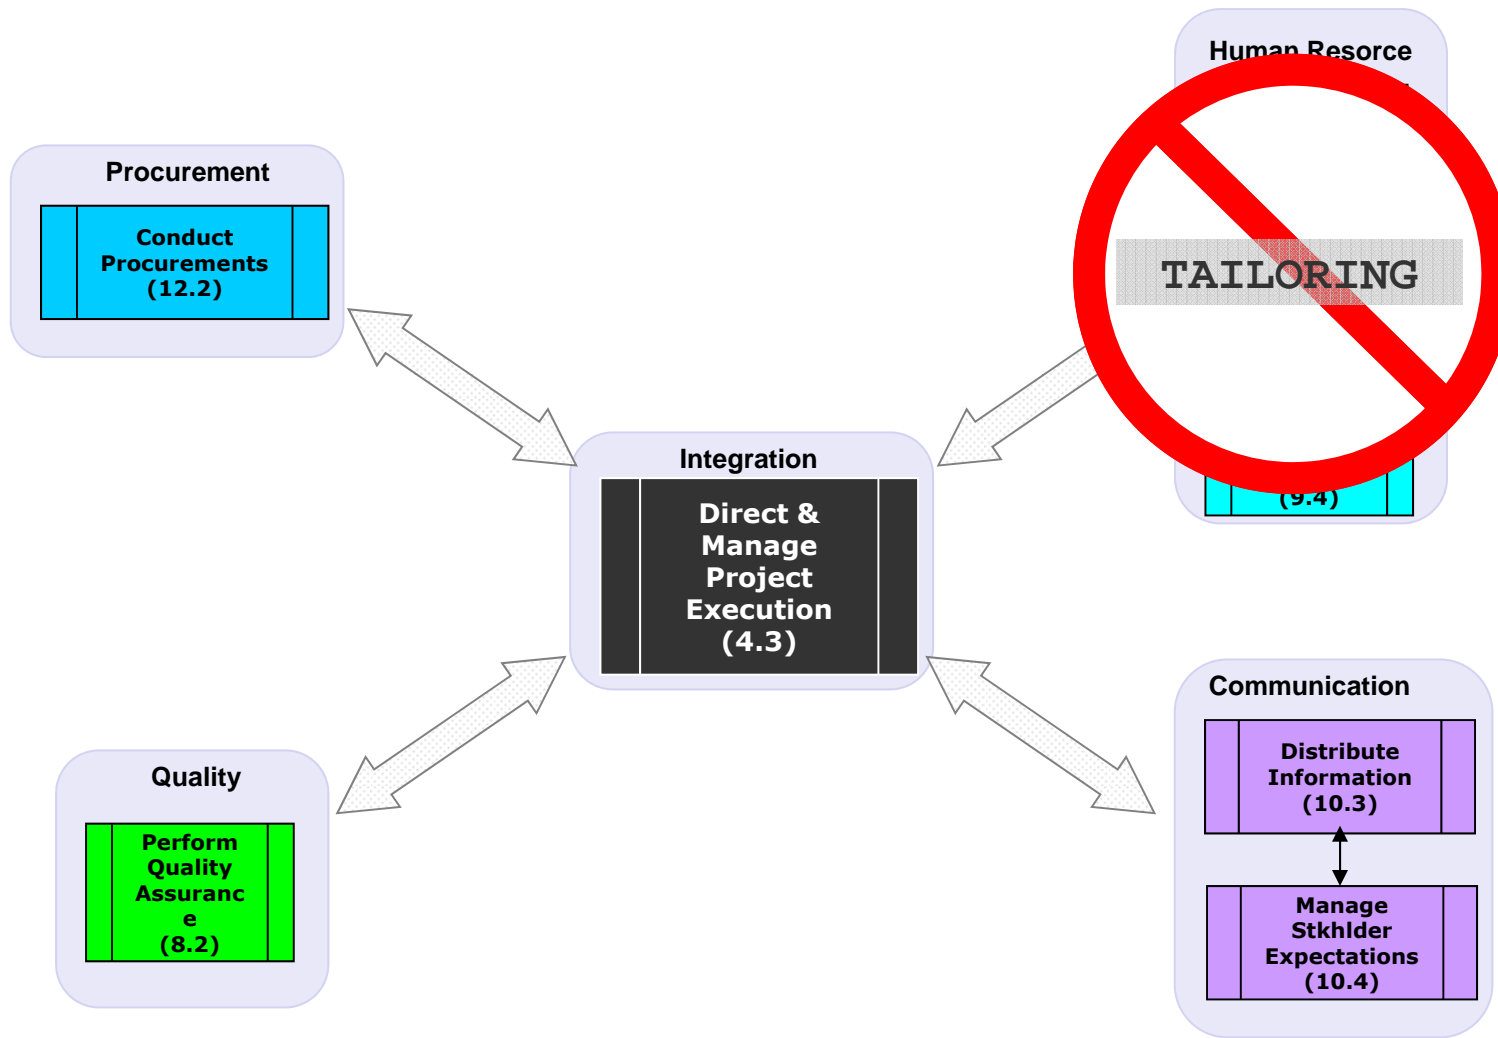 Human Resorce
Procurement
Conduct
Procurements
(12.2)
TAILORING
Integration
Direct &
Manage
Project
Execution
(4.3)
(9.4)
Quality
Perform
Quality
Assuranc
e
(8.2)
Communication
Distribute
Information
(10.3)
Manage
Stkhlder
Expectations
(10.4)